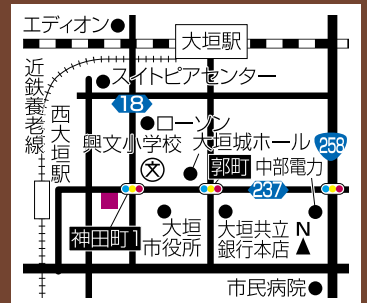 エディオン
大垣駅
近鉄養老線
西大垣駅
スイトピアセンター
18
ローソン
興文小学校
大垣城ホール
258
文
郭町
中部電力
237
神田町1
大垣
市役所
大垣共立
銀行本店
N
市民病院